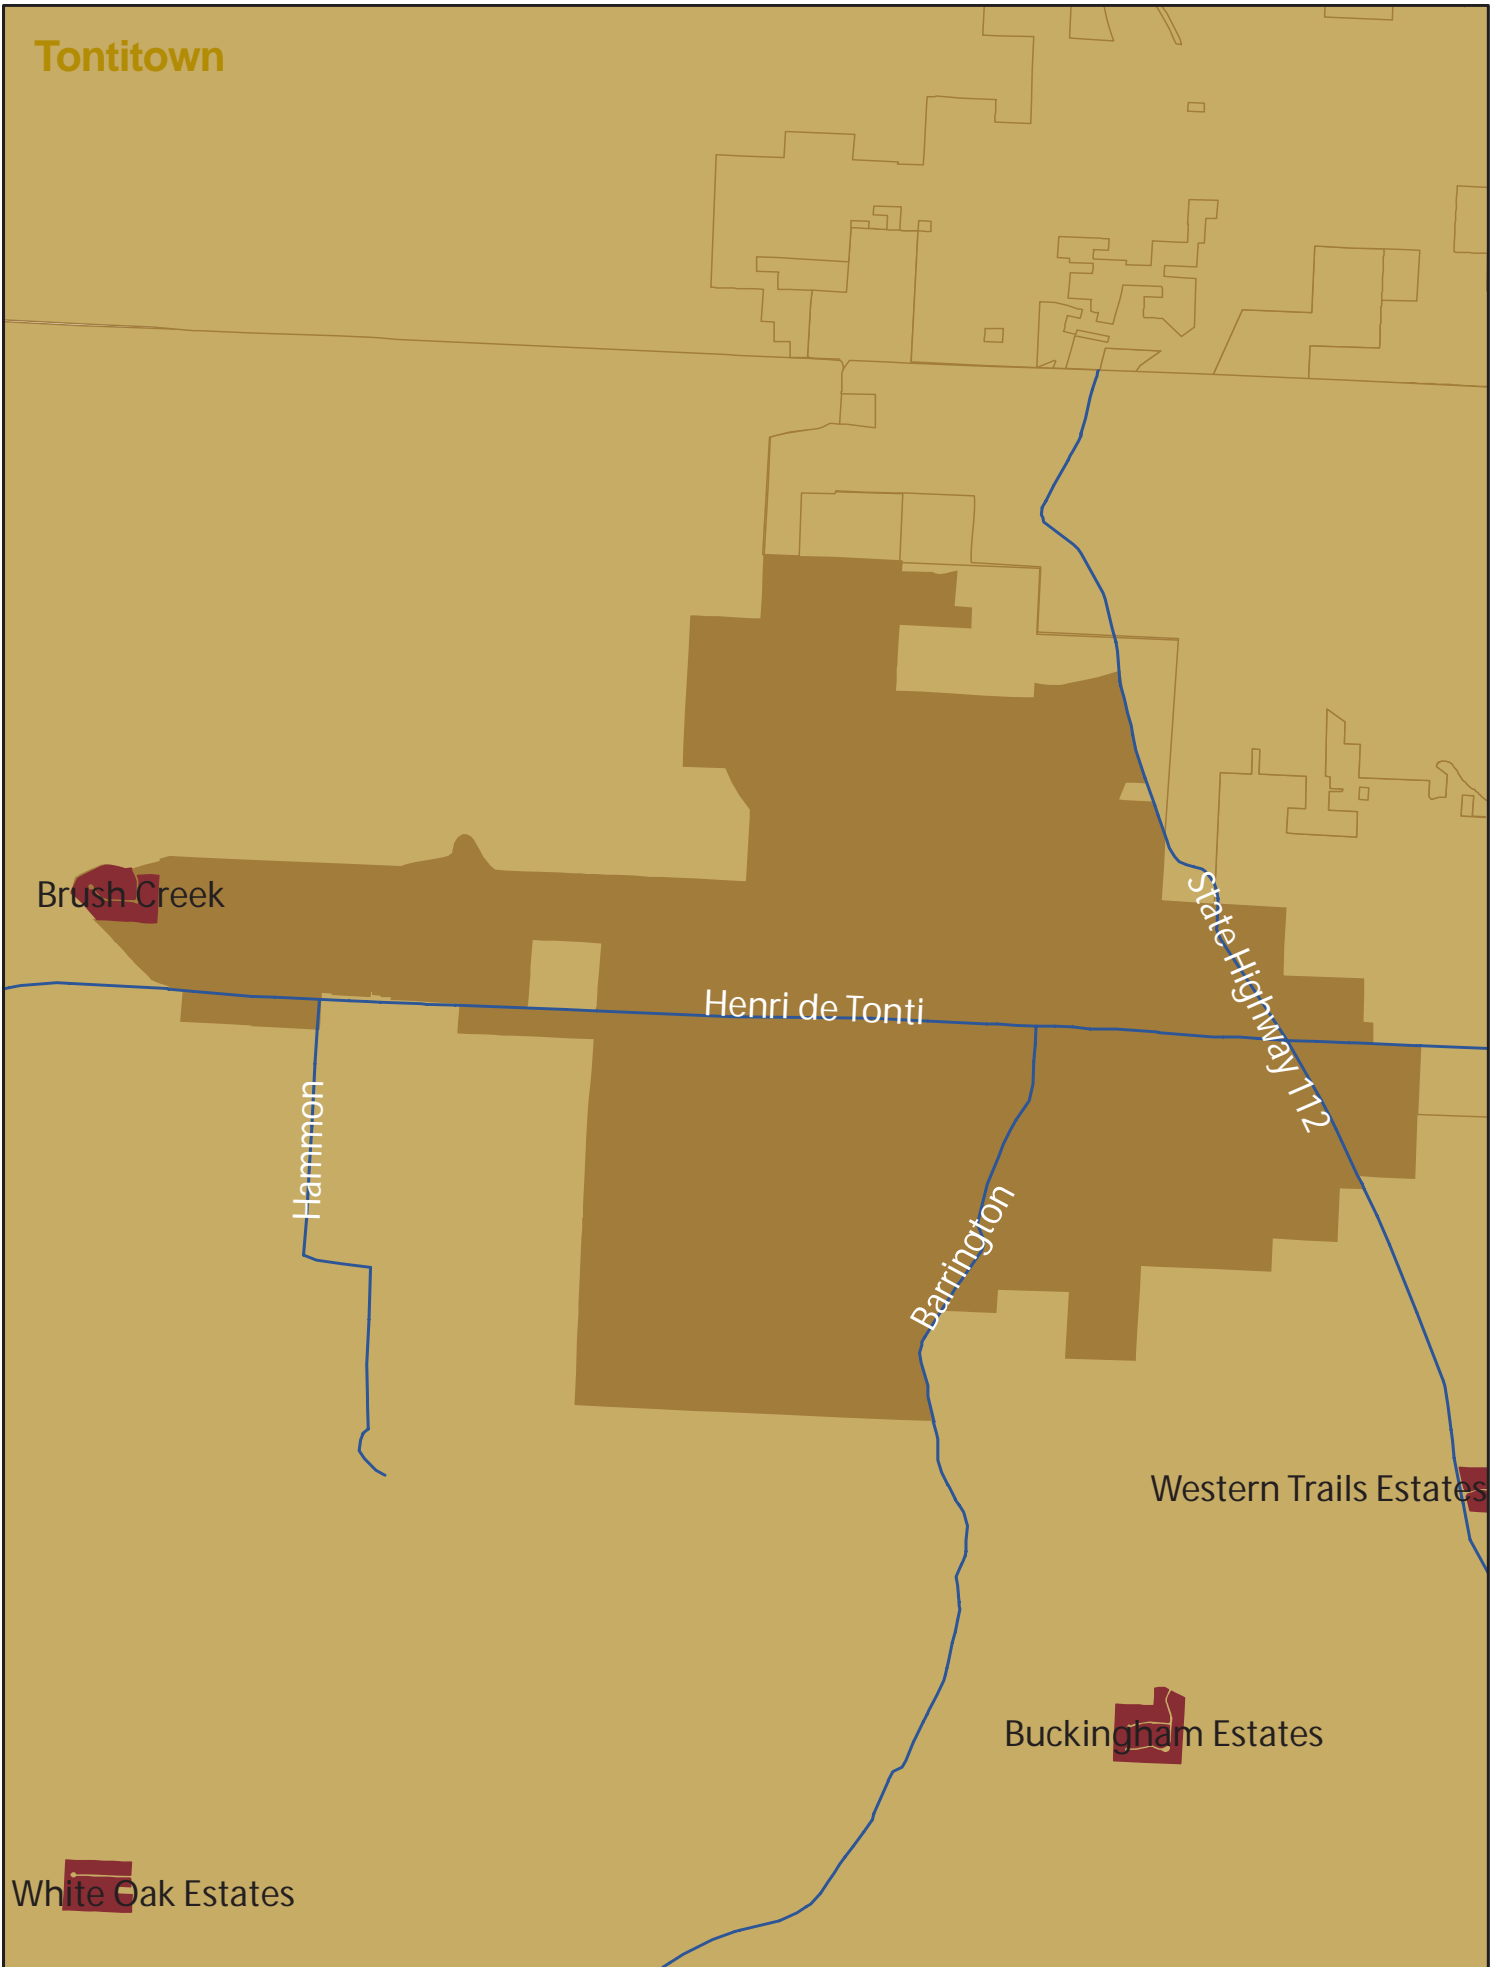 Tontitown
Brush Creek
State Highway 112
Henri de Tonti
Hammon
Barrington
Western Trails Estates
Buckingham Estates
White Oak Estates